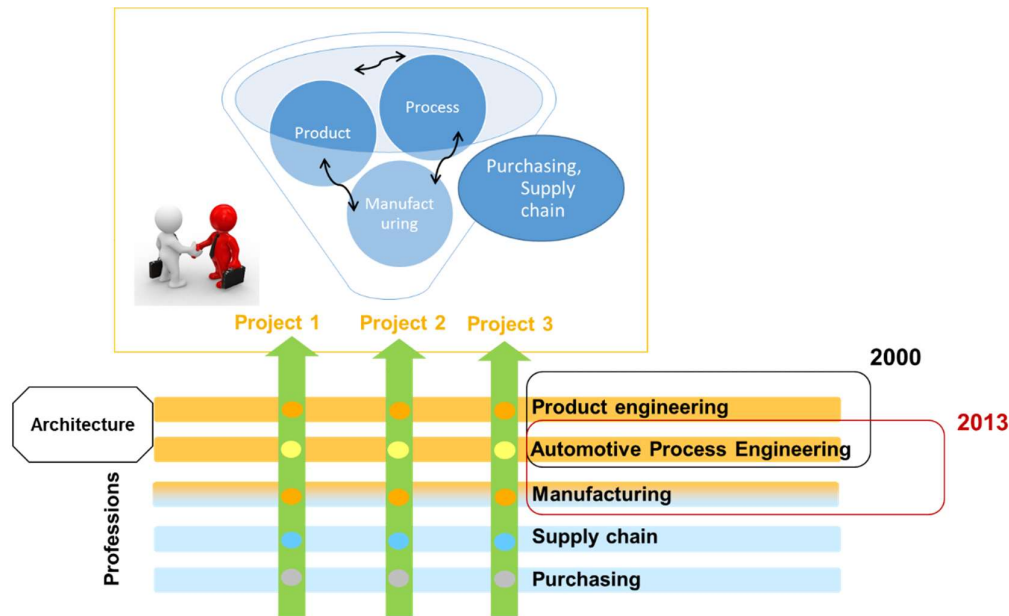 Process
Product
Purchasing,
Supply
chain
Manufact
uring
Project 1
Project 2
Project 3
2000
Product engineering
2013
Architecture
Automotive Process Engineering
Manufacturing
Professions
Supply chain
Purchasing